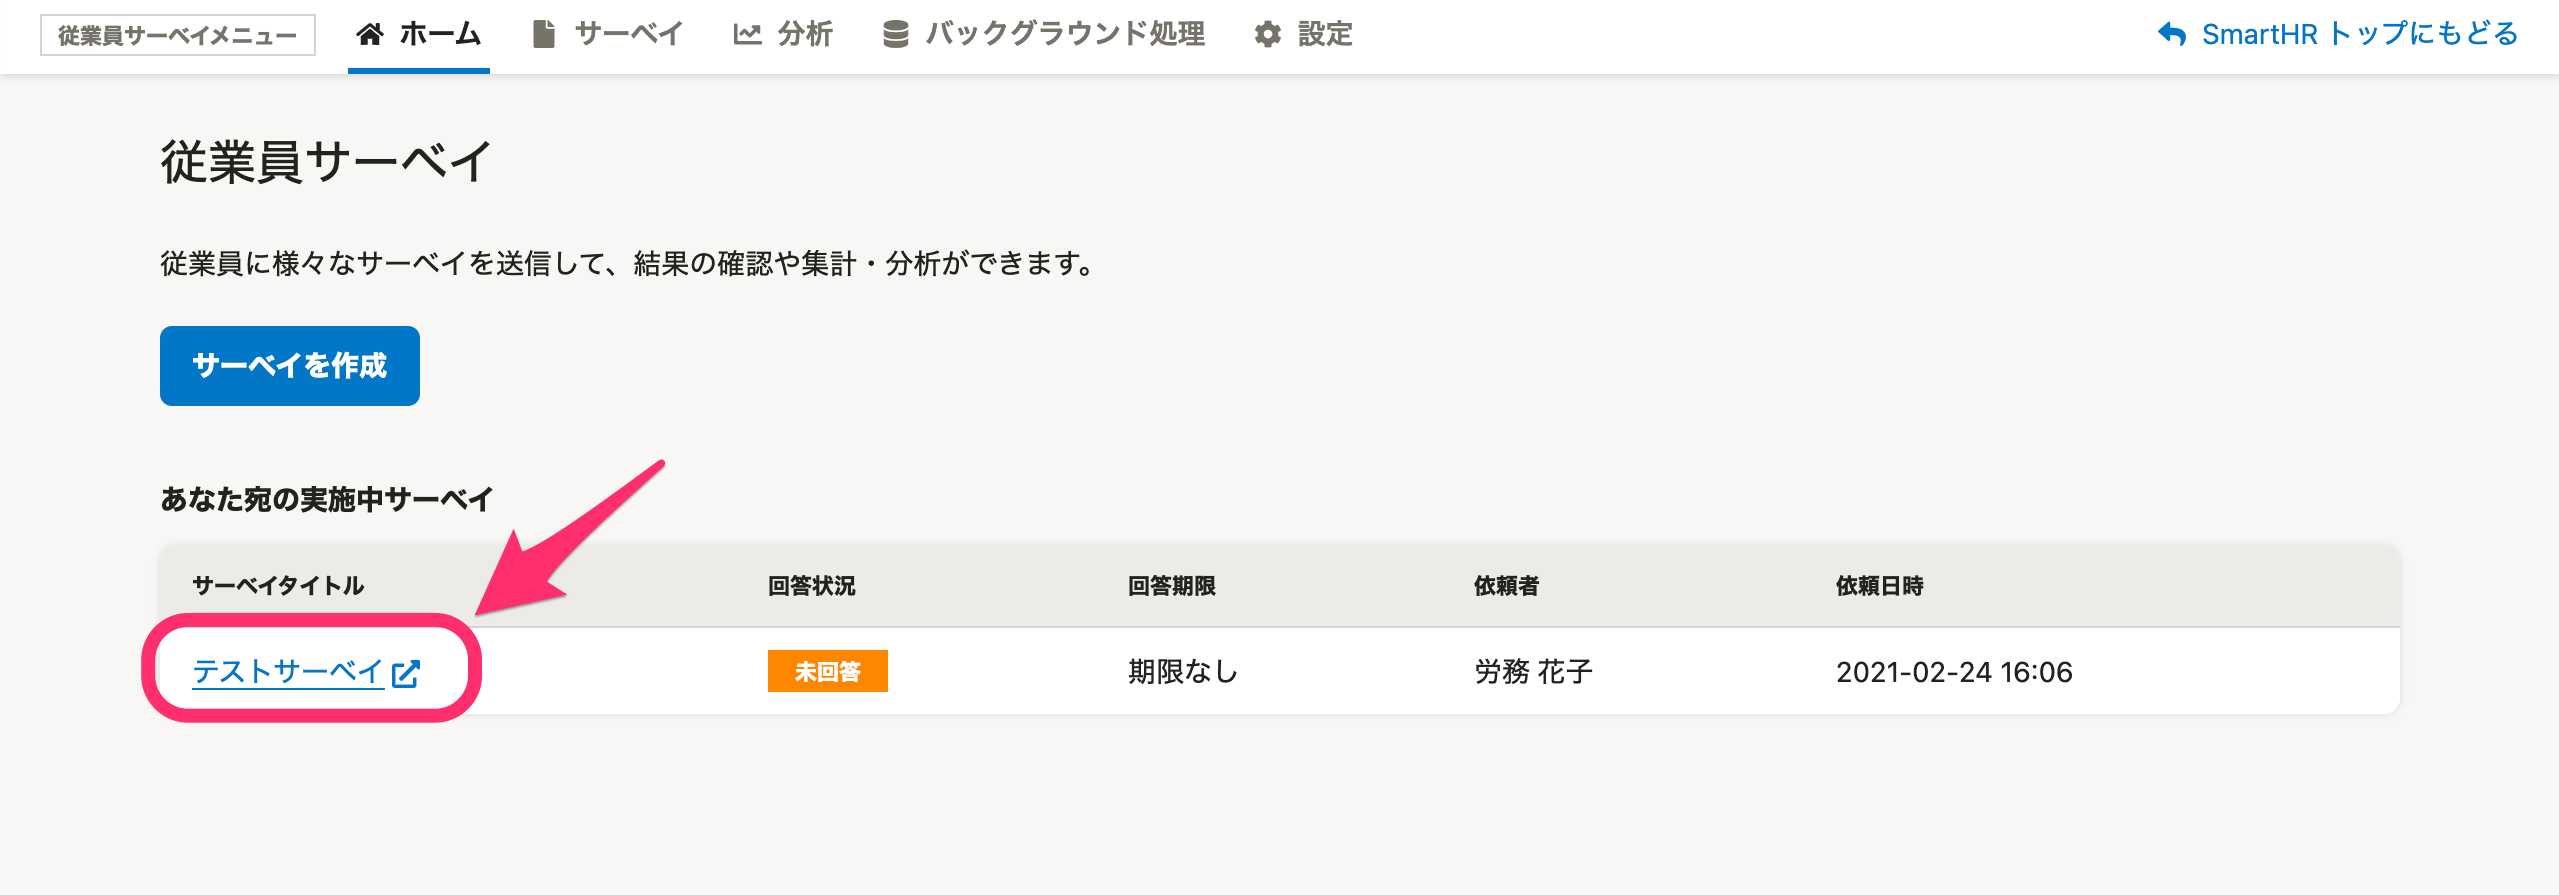 従業員サーベイメニュー ホーム サーベイ 分析 バックグラウンド処理 設定 SmartHR トップにもどる
従業員サーベイ
従業員に様々なサーベイを送信して、結果の確認や集計・分析ができます。
サーベイを作成
あなた宛の実施中サーベイ
サーベイタイトル 回答状況 回答期限 依頼者 依頼日時
テストサーベイ 未回答 期限なし 労務 花子 2021-02-24 16:06